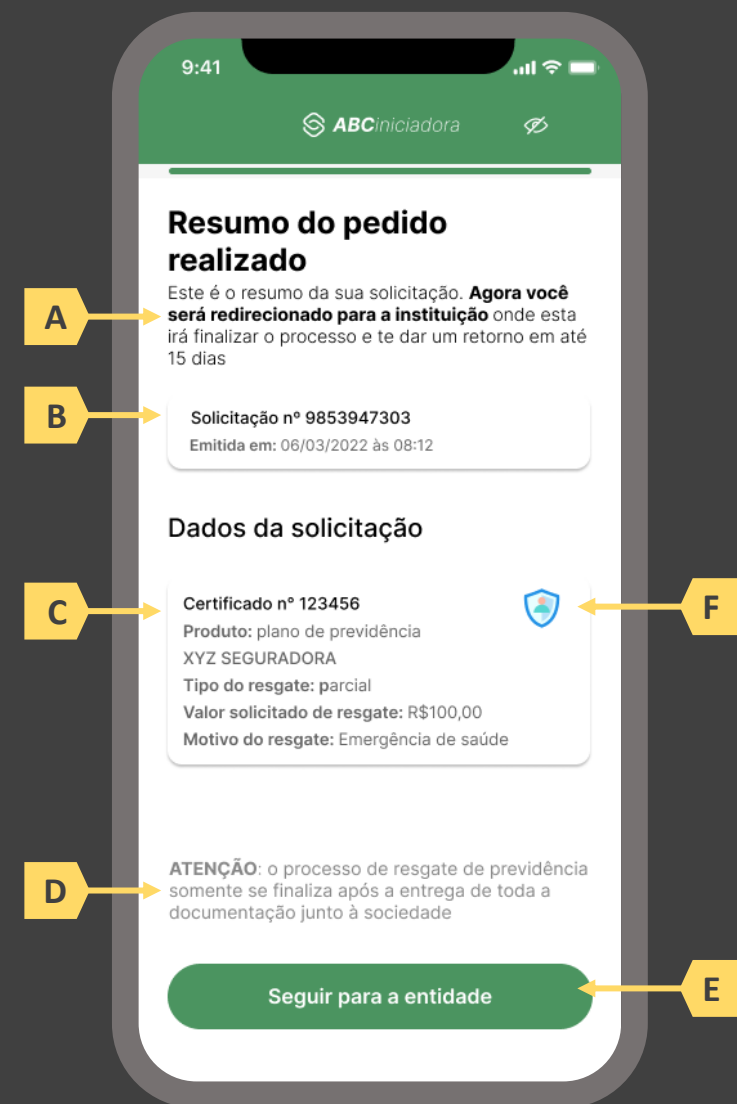 9:41
ABCiniciadora
Resumo do pedido
realizado
Este é o resumo da sua solicitação. Agora você
será redirecionado para a instituição onde esta
irá finalizar o processo e te dar um retorno em até
15 dias
A
B
Solicitação nº 9853947303
Emitida em: 06/03/2022 às 08:12
Dados da solicitação
C
Certificado nº 123456
F
Produto: plano de previdência
XYZ SEGURADORA
Tipo do resgate: parcial
Valor solicitado de resgate: R$100,00
Motivo do resgate: Emergência de saúde
D
ATENÇÃO: o processo de resgate de previdência
somente se finaliza após a entrega de toda a
documentação junto à sociedade
Seguir para a entidade
E